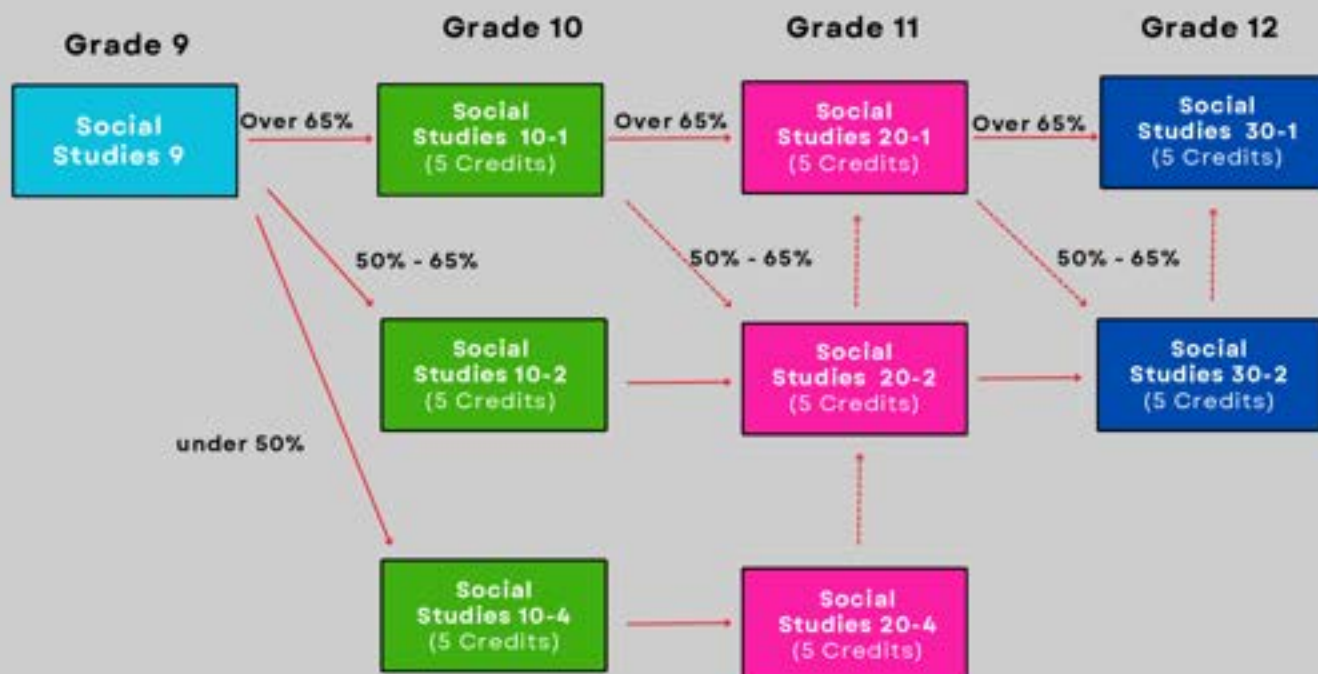 Grade 9
Grade 10
Grade 11
Grade 12
Social
Studies 9
Over 65%
Social
Studies 10-1
(5 Credits)
Over 65%
Social
Studies 20-1
(5 Credits)
Over 65%
Social
Studies 30-1
(5 Credits)
50% - 65%
50% - 65%
50% - 65%
Social
Studies 10-2
(5 Credits)
Social
Studies 20-2
(5 Credits)
Social
Studies 30-2
(5 Credits)
under 50%
Social
Studies 10-4
(5 Credits)
Social
Studies 20-4
(5 Credits)